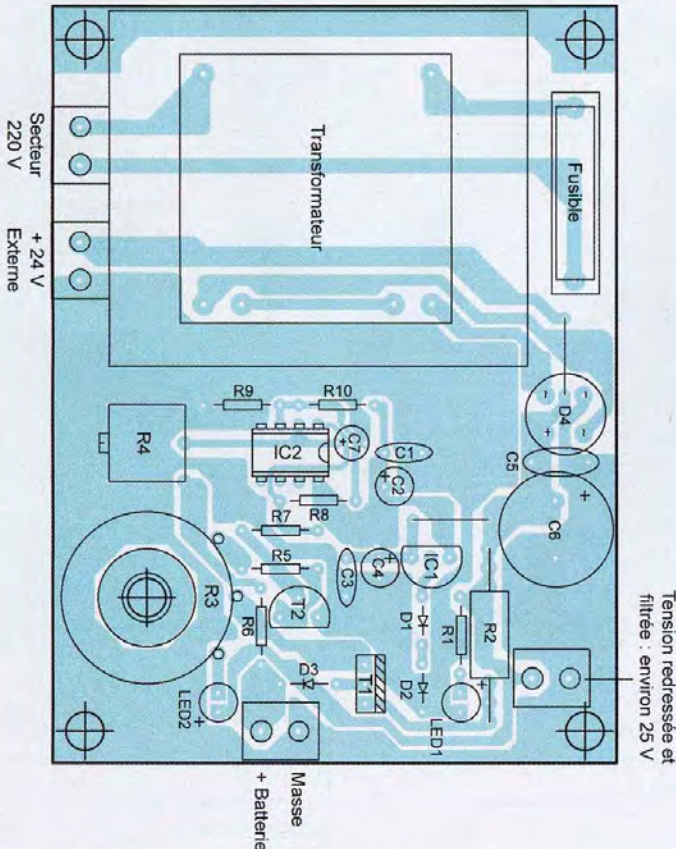 Secteur
220 V
+ 24 V
Externe
Transformateur
Fusible
R9
R10
D4
R4
IC2
C7
C1
C5
+
C2
C6
R8
R7
R5
C3
C4
IC1
R3
R6
T2
D1
R1
R2
D3
T1
D2
LED2
LED1
Masse
+ Batterie
Tension redressée et
filtrée : environ 25 V